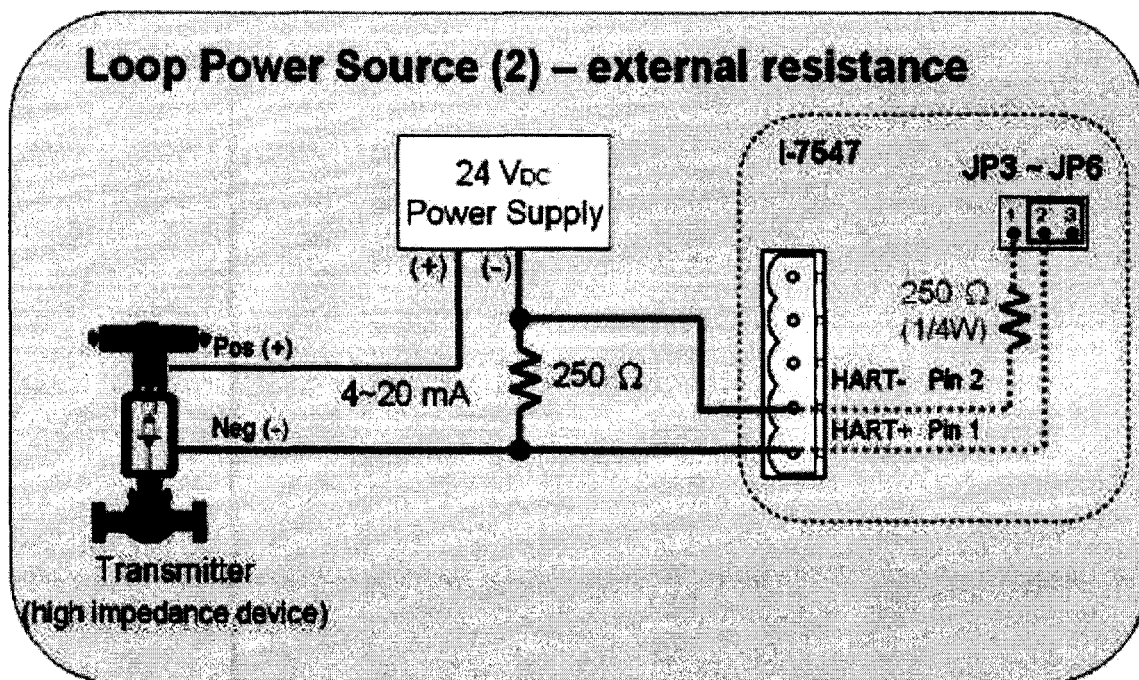 Loop Power Source (2) – external resistance
24 VDC
Power Supply
(+) (-)
I-7547
JP3 ~ JP6
1 2 3
250 Ω
(1/4W)
Pos (+)
4~20 mA
250 Ω
HART- Pin 2
Neg (-)
HART+ Pin 1
Transmitter
(high impedance device)